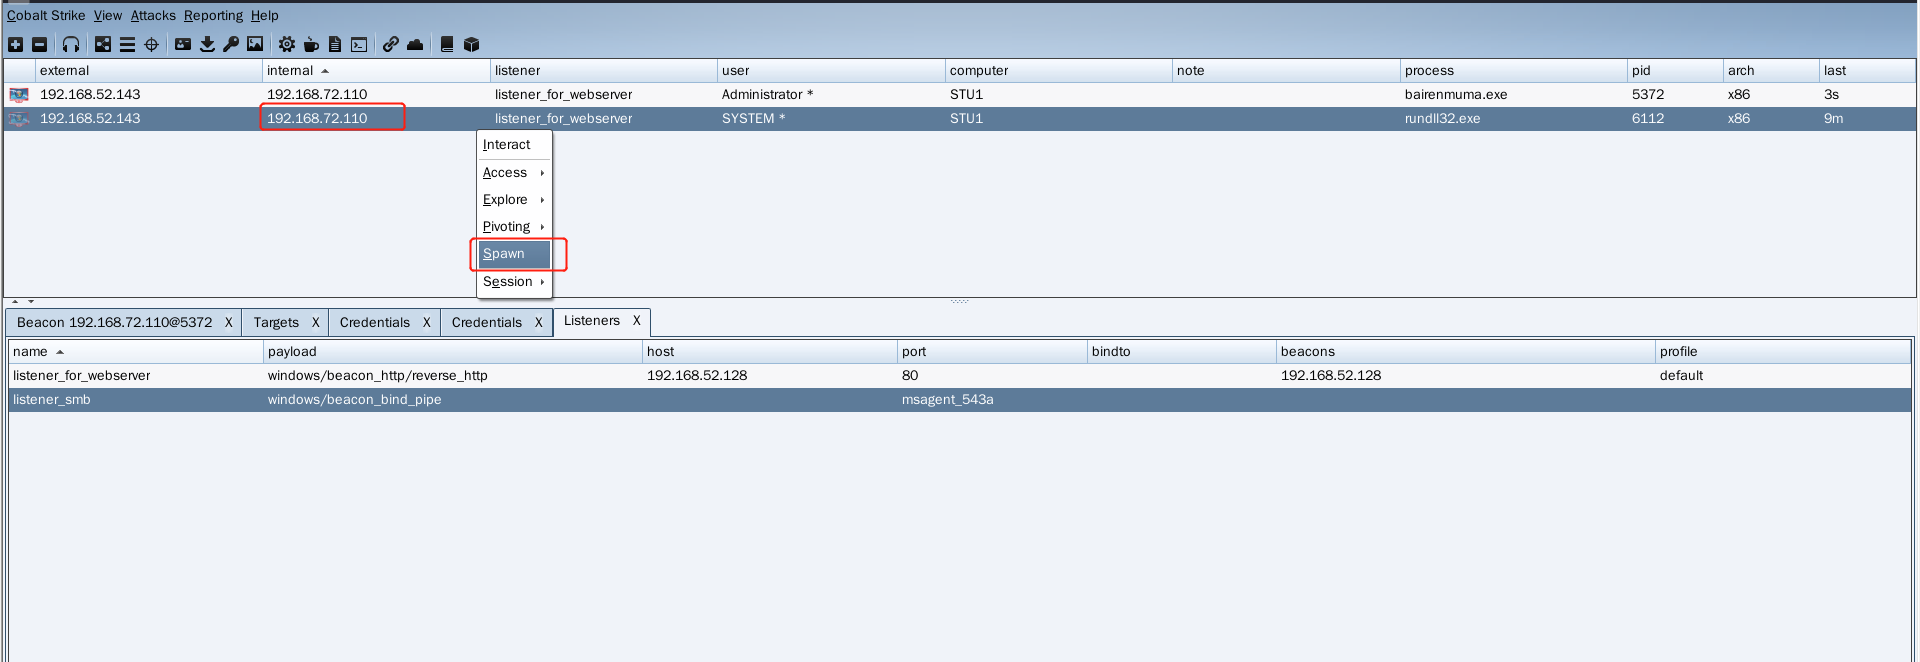 Cobalt Strike View Attacks Reporting Help
external internal listener user computer note process pid arch last
192.168.52.143 192.168.72.110 listener_for_webserver Administrator * STU1 bairenmuma.exe 5372 x86 3s
192.168.52.143 192.168.72.110 listener_for_webserver SYSTEM * STU1 rundll32.exe 6112 x86 9m
Interact
Access
Explore
Pivoting
Spawn
Session
Beacon 192.168.72.110@5372 X Targets X Credentials X Credentials X Listeners X
name payload host port bindto beacons profile
listener_for_webserver windows/beacon_http/reverse_http 192.168.52.128 80 192.168.52.128 default
listener_smb windows/beacon_bind_pipe msagent_543a